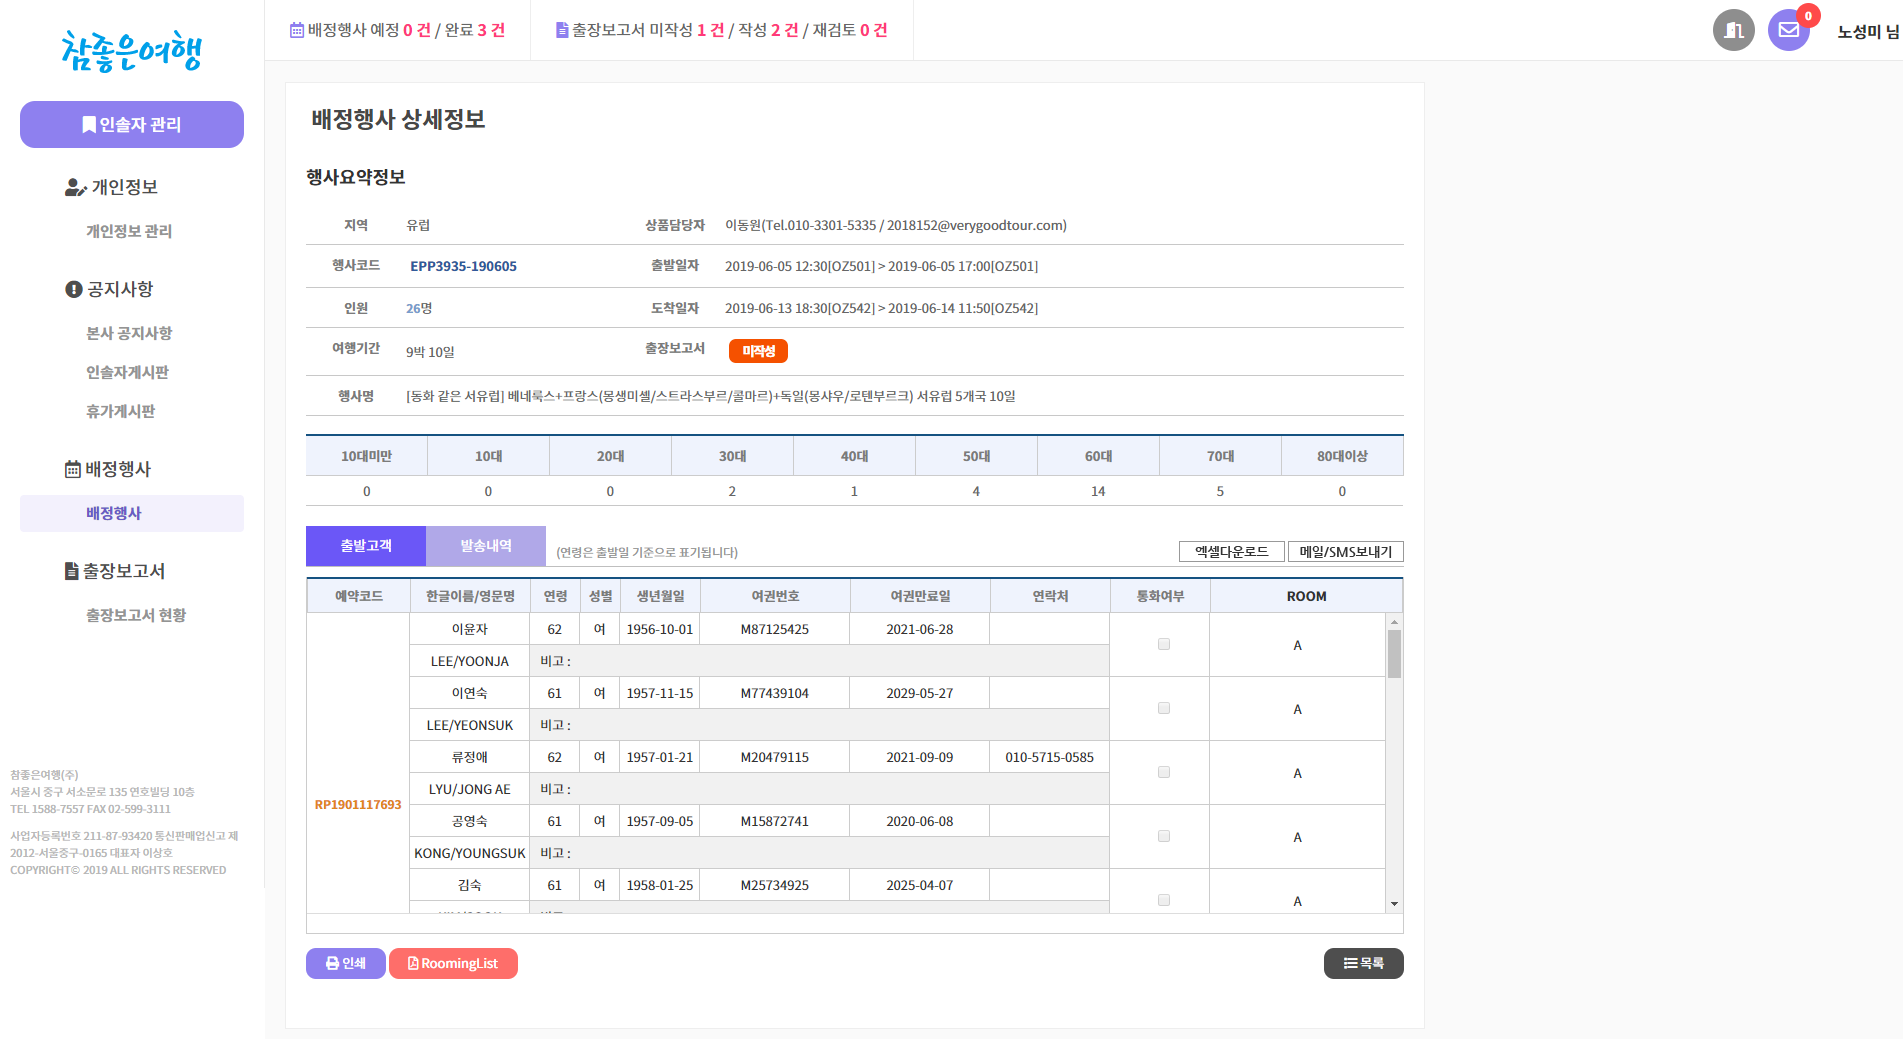 참좋은여행
배정행사 예정 0 건 / 완료 3 건
출장보고서 미작성 1 건 / 작성 2 건 / 재검토 0 건
0
노성미 님
인솔자 관리
개인정보
개인정보 관리
공지사항
본사 공지사항
인솔자게시판
휴가게시판
배정행사
배정행사
출장보고서
출장보고서 현황
참좋은여행(주)
서울시 중구 서소문로 135 연호빌딩 10층
TEL 1588-7557 FAX 02-599-3111
사업자등록번호 211-87-93420 통신판매업신고 제
2012-서울중구-0165 대표자 이상호
COPYRIGHT© 2019 ALL RIGHTS RESERVED
배정행사 상세정보
행사요약정보
지역 유럽 상품담당자 이동원(Tel.010-3301-5335 / 2018152@verygoodtour.com)
행사코드 EPP3935-190605 출발일자 2019-06-05 12:30[OZ501] > 2019-06-05 17:00[OZ501]
인원 26명 도착일자 2019-06-13 18:30[OZ542] > 2019-06-14 11:50[OZ542]
여행기간 9박 10일 출장보고서 미작성
행사명 [동화 같은 서유럽] 베네룩스+프랑스(몽생미셸/스트라스부르/콜마르)+독일(몽샤우/로텐부르크) 서유럽 5개국 10일
10대미만 10대 20대 30대 40대 50대 60대 70대 80대이상
0 0 0 2 1 4 14 5 0
출발고객 발송내역 (연령은 출발일 기준으로 표기됩니다) 엑셀다운로드 메일/SMS보내기
예약코드 한글이름/영문명 연령 성별 생년월일 여권번호 여권만료일 연락처 통화여부 ROOM
이윤자 62 여 1956-10-01 M87125425 2021-06-28 A
LEE/YOONJA 비고 :
이연숙 61 여 1957-11-15 M77439104 2029-05-27 A
LEE/YEONSUK 비고 :
류정애 62 여 1957-01-21 M20479115 2021-09-09 010-5715-0585 A
LYU/JONG AE 비고 :
RP1901117693
공영숙 61 여 1957-09-05 M15872741 2020-06-08 A
KONG/YOUNGSUK 비고 :
김숙 61 여 1958-01-25 M25734925 2025-04-07 A
인쇄 RoomingList 목록